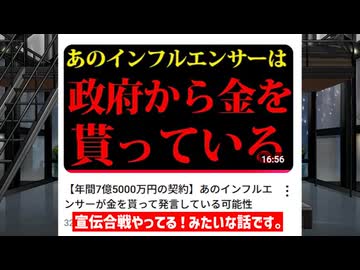 あのインフルエンサーは
政府から金を
貰っている
16:56
【年間7億5000万円の契約】あのインフルエ
ンサーが金を貰って発言している可能性
宣伝合戦やってる！みたいな話です。